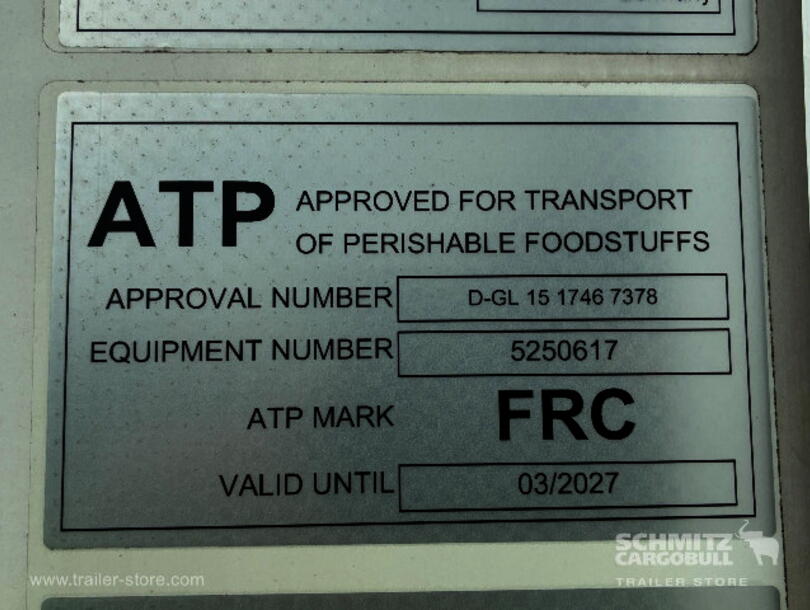 Germany
ATP APPROVED FOR TRANSPORT
OF PERISHABLE FOODSTUFFS
APPROVAL NUMBER D-GL 15 1746 7378
EQUIPMENT NUMBER 5250617
ATP MARK FRC
VALID UNTIL 03/2027
SCHMITZ
CARGOBULL
TRAILER STORE
www.trailer-store.com